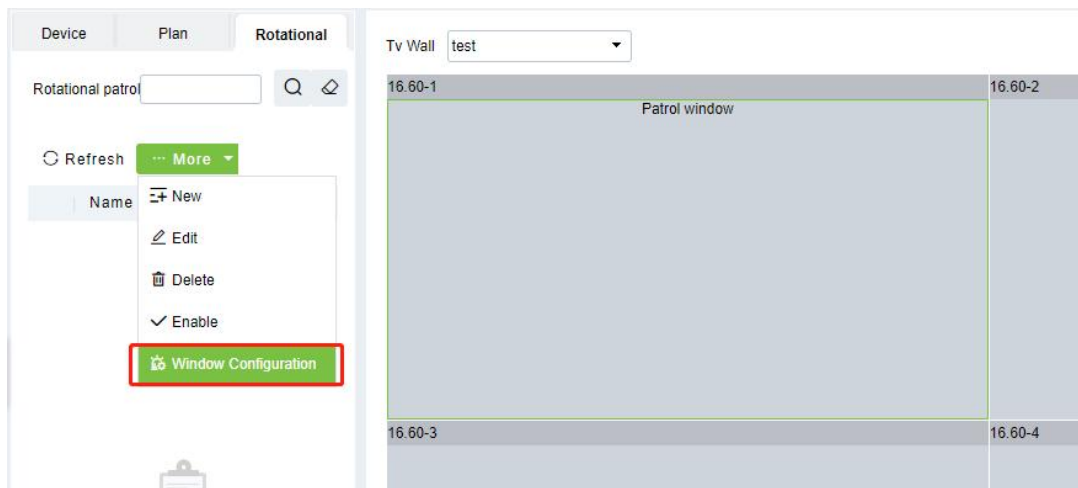 Device Plan Rotational
Rotational patrol
Refresh ··· More
Name
New
Edit
Delete
Enable
Window Configuration
Tv Wall test
16.60-1 16.60-2
Patrol window
16.60-3 16.60-4